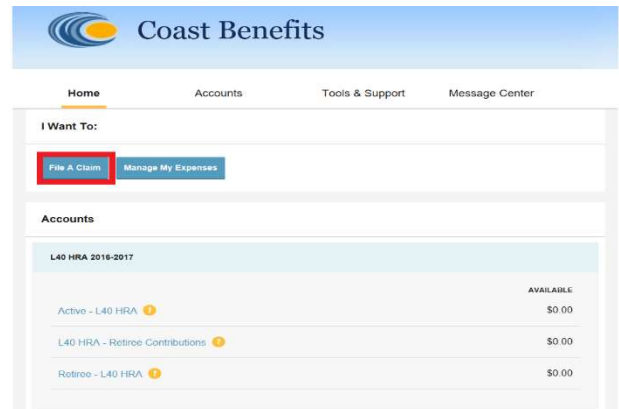 Coast Benefits
Home Accounts Tools & Support Message Center
I Want To:
File A Claim Manage My Expenses
Accounts
L40 HRA 2016-2017
AVAILABLE
Active - L40 HRA ? $0.00
L40 HRA - Retiree Contributions ? $0.00
Retiree - L40 HRA ? $0.00